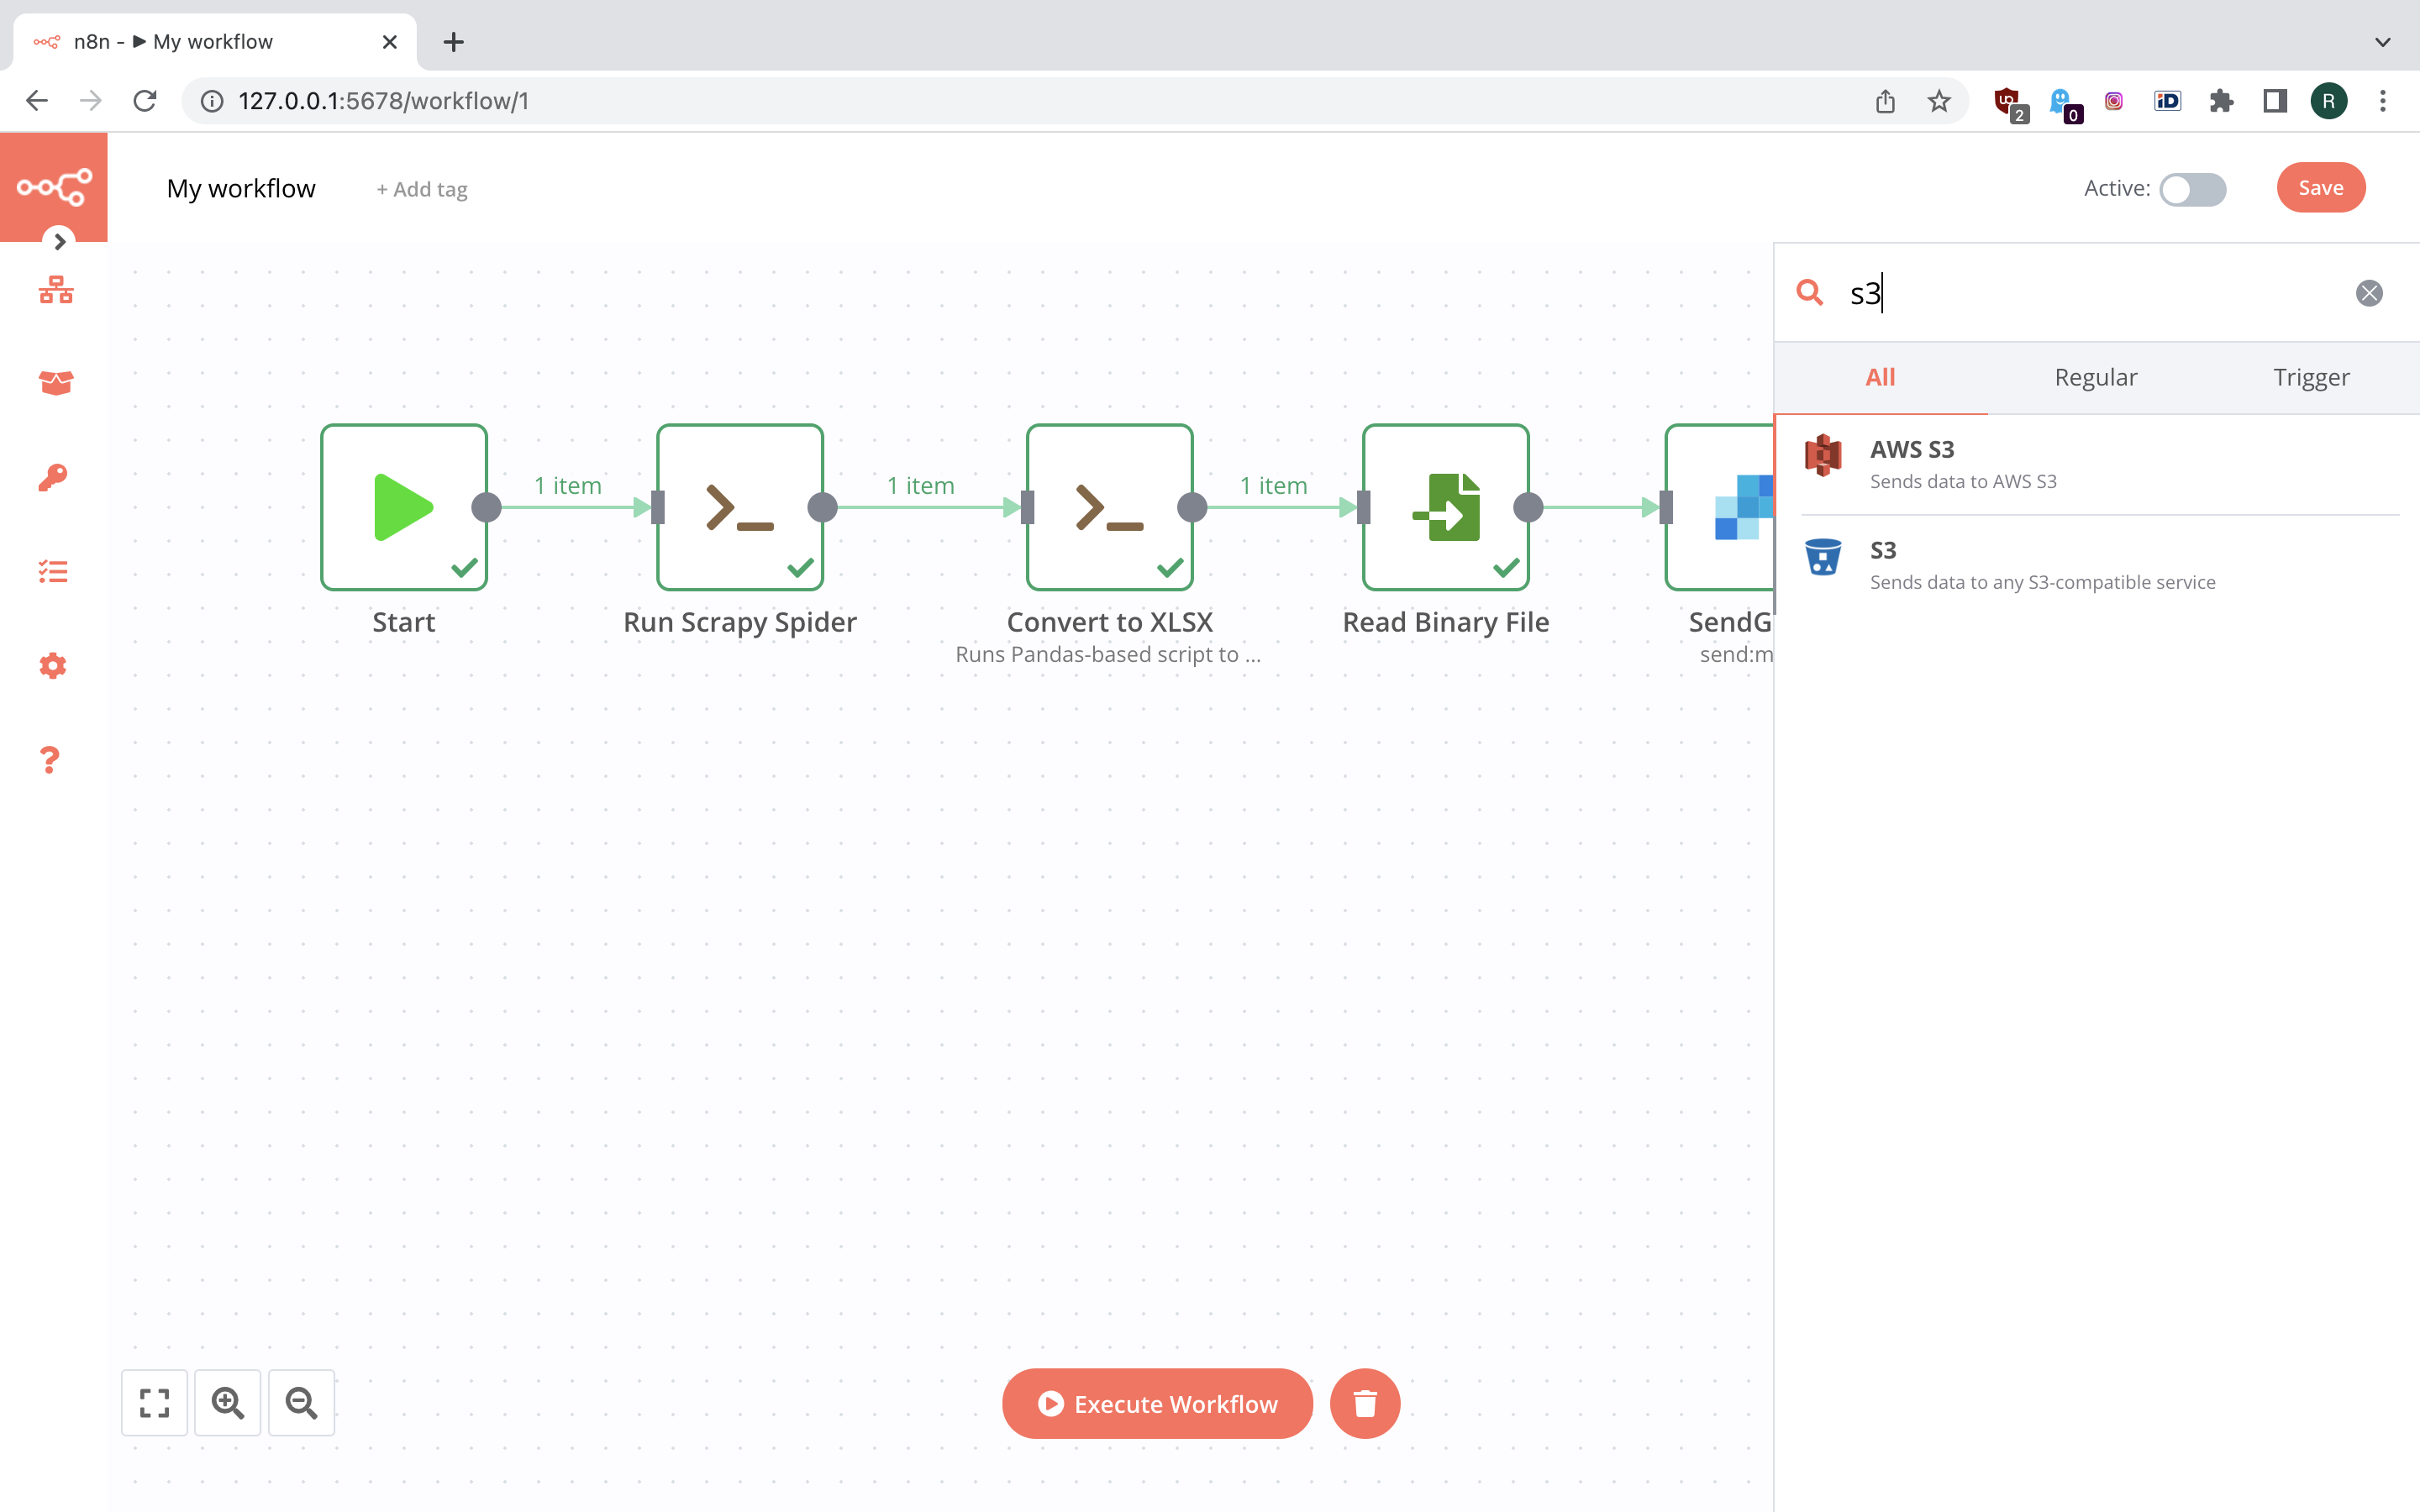 n8n - ▶ My workflow
127.0.0.1:5678/workflow/1
2
0
iD
R
My workflow
+ Add tag
Active:
Save
s3
All
Regular
Trigger
AWS S3
Sends data to AWS S3
S3
Sends data to any S3-compatible service
1 item
1 item
1 item
Start
Run Scrapy Spider
Convert to XLSX
Read Binary File
SendG
Runs Pandas-based script to ...
send:m
Execute Workflow